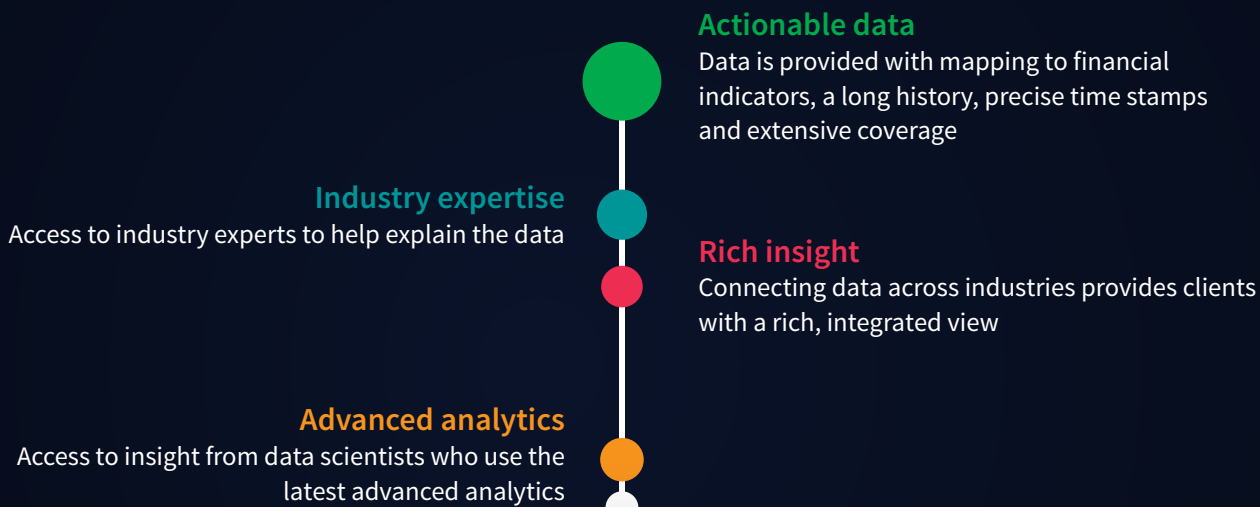 Actionable data
Data is provided with mapping to financial
indicators, a long history, precise time stamps
and extensive coverage
Industry expertise
Access to industry experts to help explain the data
Rich insight
Connecting data across industries provides clients
with a rich, integrated view
Advanced analytics
Access to insight from data scientists who use the
latest advanced analytics